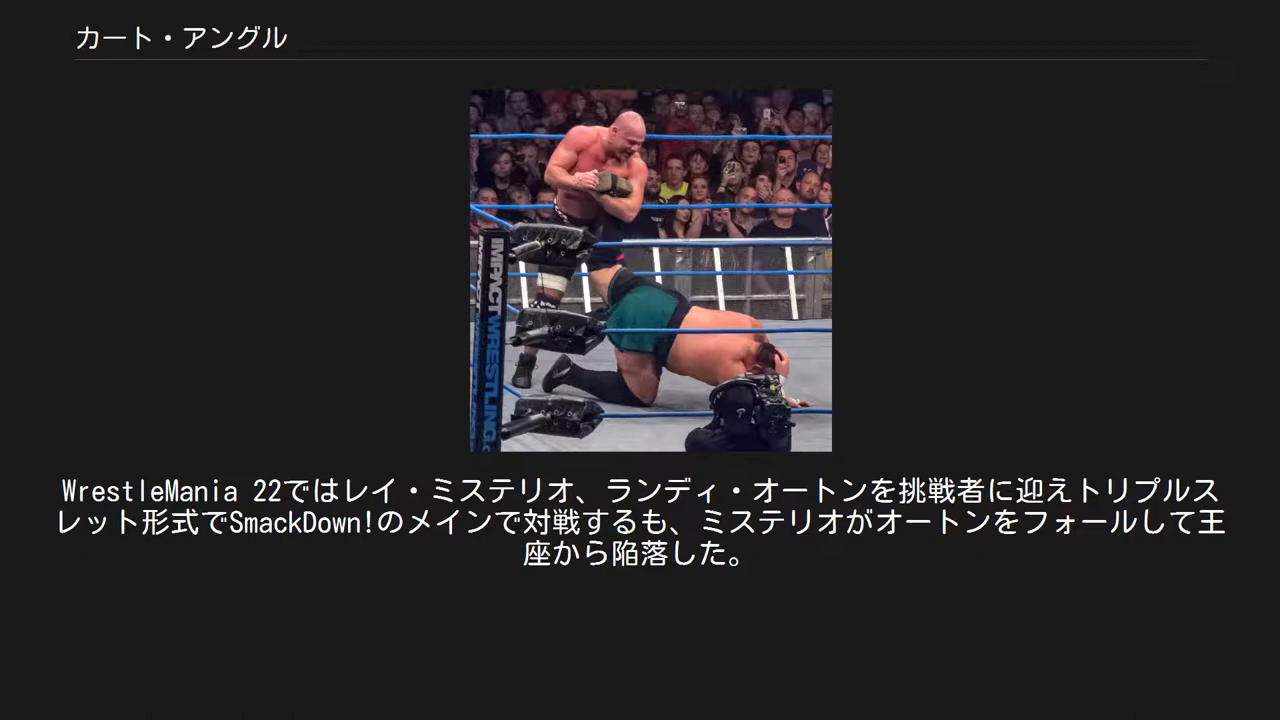 カート・アングル
IMPACT WRESTLING.
WrestleMania 22ではレイ・ミステリオ、ランディ・オートンを挑戦者に迎えトリプルス
レット形式でSmackDown!のメインで対戦するも、ミステリオがオートンをフォールして王
座から陥落した。